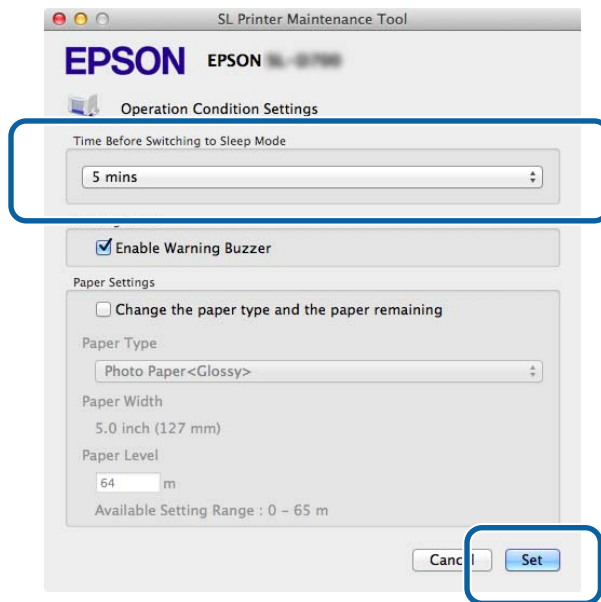 SL Printer Maintenance Tool
EPSON EPSON
Operation Condition Settings
Time Before Switching to Sleep Mode
5 mins
Enable Warning Buzzer
Paper Settings
Change the paper type and the paper remaining
Paper Type
Photo Paper<Glossy>
Paper Width
5.0 inch (127 mm)
Paper Level
64 m
Available Setting Range : 0 – 65 m
Cancel Set